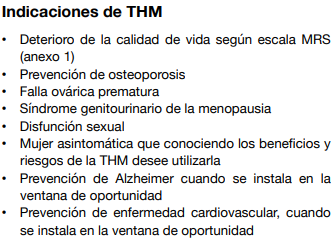 Indicaciones de THM
• Deterioro de la calidad de vida según escala MRS
(anexo 1)
• Prevención de osteoporosis
• Falla ovárica prematura
• Síndrome genitourinario de la menopausia
• Disfunción sexual
• Mujer asintomática que conociendo los beneficios y
riesgos de la THM desee utilizarla
• Prevención de Alzheimer cuando se instala en la
ventana de oportunidad
• Prevención de enfermedad cardiovascular, cuando
se instala en la ventana de oportunidad